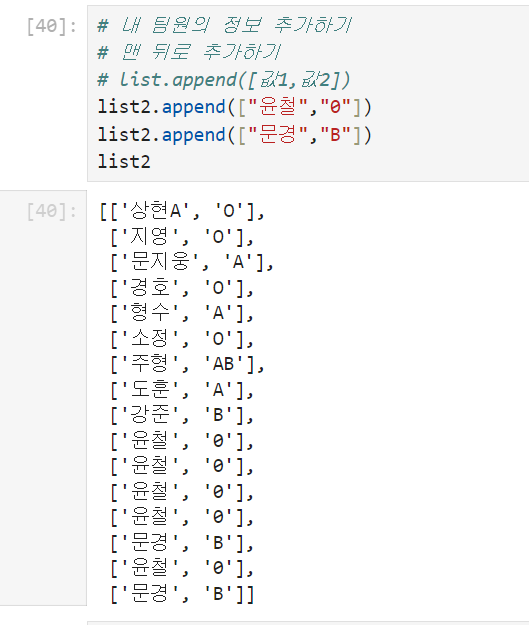 [40]: # 내 팀원의 정보 추가하기
# 맨 뒤로 추가하기
# list.append([값1,값2])
list2.append(["윤철","0"])
list2.append(["문경","B"])
list2
[40]: [['상현A', 'O'],
['지영', 'O'],
['문지웅', 'A'],
['경호', 'O'],
['형수', 'A'],
['소정', 'O'],
['주형', 'AB'],
['도훈', 'A'],
['강준', 'B'],
['윤철', '0'],
['윤철', '0'],
['윤철', '0'],
['윤철', '0'],
['문경', 'B'],
['윤철', '0'],
['문경', 'B']]